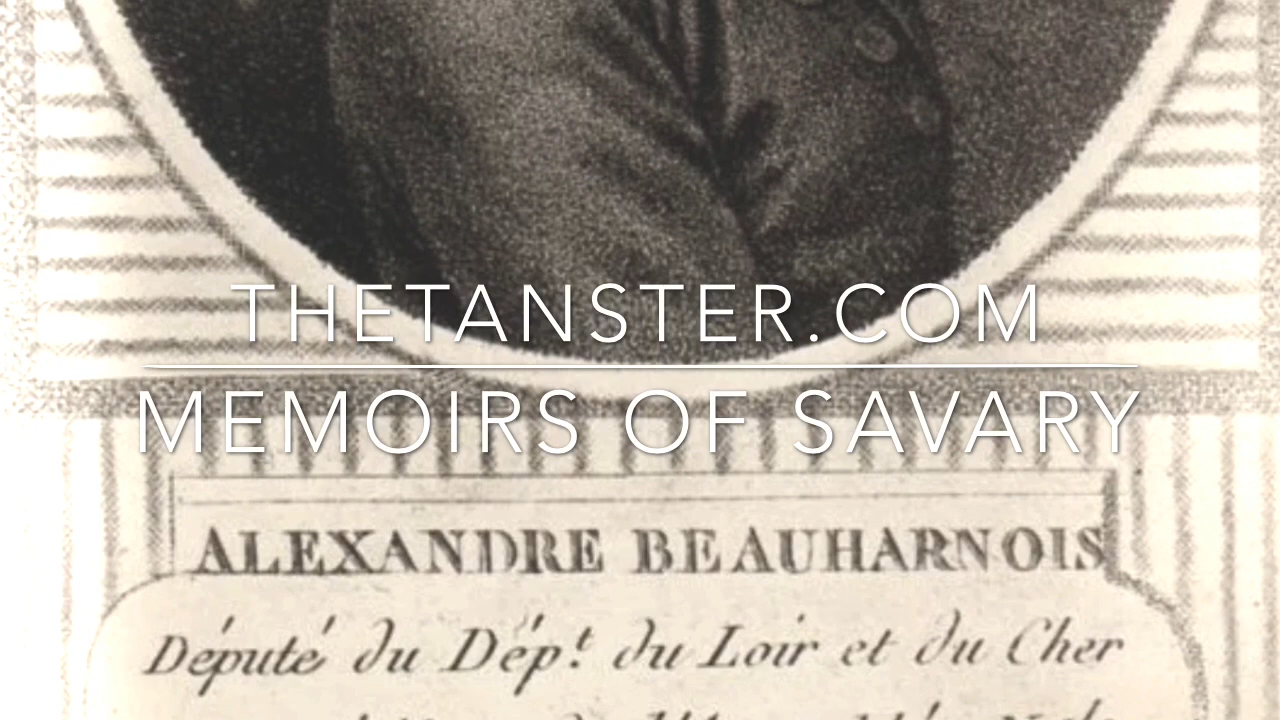 THETANSTER.COM
MEMOIRS OF SAVARY
ALEXANDRE BEAUHARNOIS
Député du Dép.t du Loir et du Cher